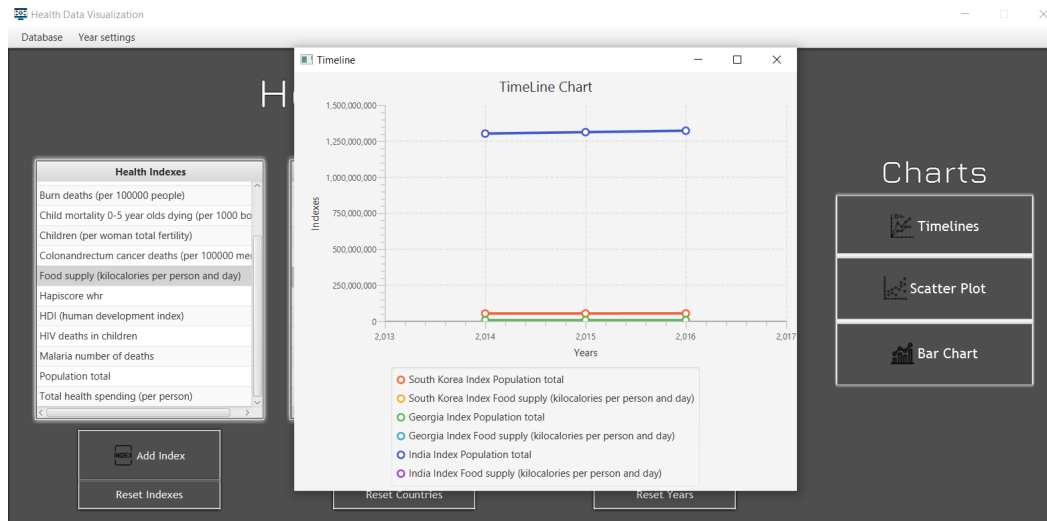 Health Data Visualization
Database Year settings
Timeline
TimeLine Chart
1,500,000,000
1,250,000,000
1,000,000,000
750,000,000
500,000,000
250,000,000
0
Indexes
2,013 2,014 2,015 2,016 2,017
Years
South Korea Index Population total
South Korea Index Food supply (kilocalories per person and day)
Georgia Index Population total
Georgia Index Food supply (kilocalories per person and day)
India Index Population total
India Index Food supply (kilocalories per person and day)
H
Health Indexes
Burn deaths (per 100000 people)
Child mortality 0-5 year olds dying (per 1000 bo
Children (per woman total fertility)
Colonandrectum cancer deaths (per 100000 me
Food supply (kilocalories per person and day)
Hapiscore whr
HDI (human development index)
HIV deaths in children
Malaria number of deaths
Population total
Total health spending (per person)
INDEX Add Index
Reset Indexes
Reset Countries
Reset Years
Charts
Timelines
Scatter Plot
Bar Chart